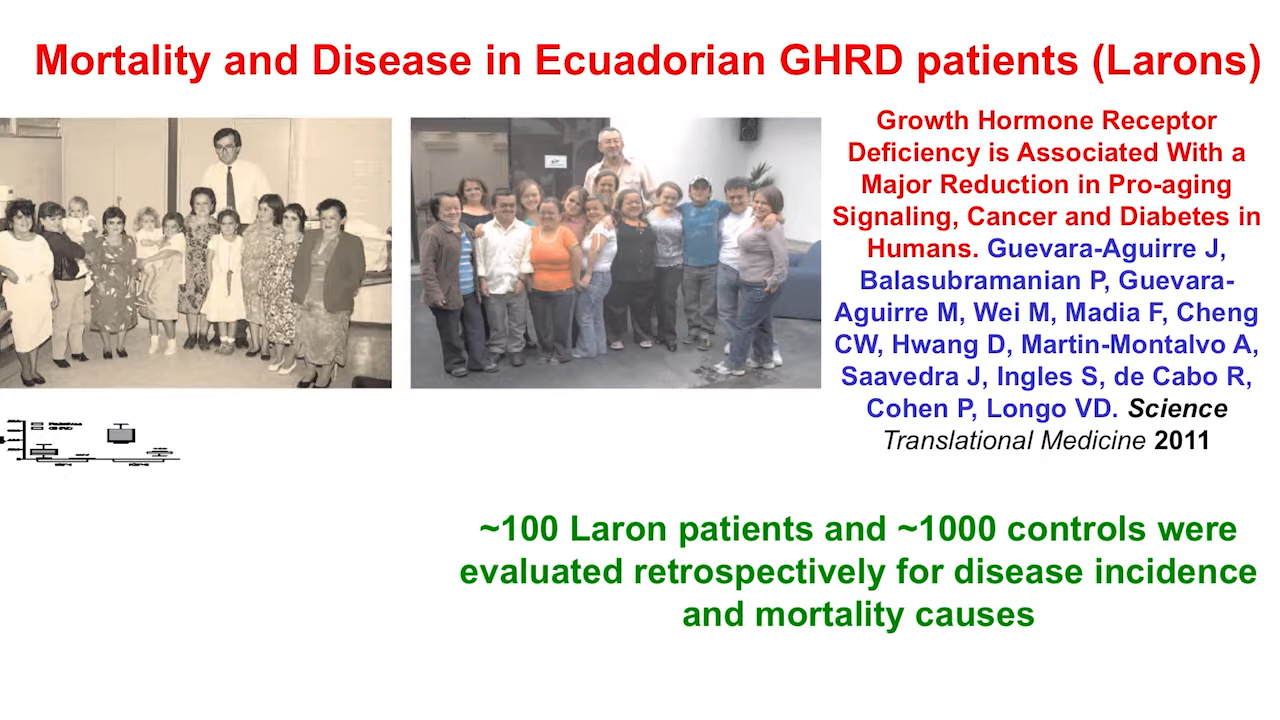 Mortality and Disease in Ecuadorian GHRD patients (Larons)
Growth Hormone Receptor
Deficiency is Associated With a
Major Reduction in Pro-aging
Signaling, Cancer and Diabetes in
Humans. Guevara-Aguirre J,
Balasubramanian P, Guevara-
Aguirre M, Wei M, Madia F, Cheng
CW, Hwang D, Martin-Montalvo A,
Saavedra J, Ingles S, de Cabo R,
Cohen P, Longo VD. Science
Translational Medicine 2011
~100 Laron patients and ~1000 controls were
evaluated retrospectively for disease incidence
and mortality causes